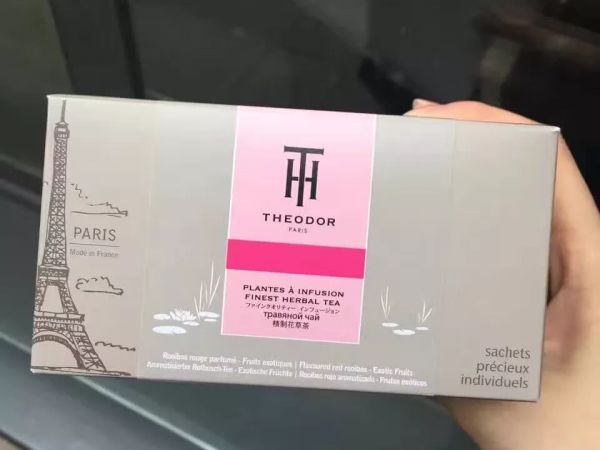 TH
THEODOR
PARIS
PARIS
Made in France
PLANTES À INFUSION
FINEST HERBAL TEA
ファインクオリティー インフュージョン
травяной чай
精制花草茶
Rooibos rouge parfumé - Fruits exotiques | Flavoured red rooibos - Exotic Fruits
Aromatisierter Rotbusch-Tee - Exotische Früchte | Rooibos rojo aromatizado - Frutas exóticas
sachets
précieux
individuels